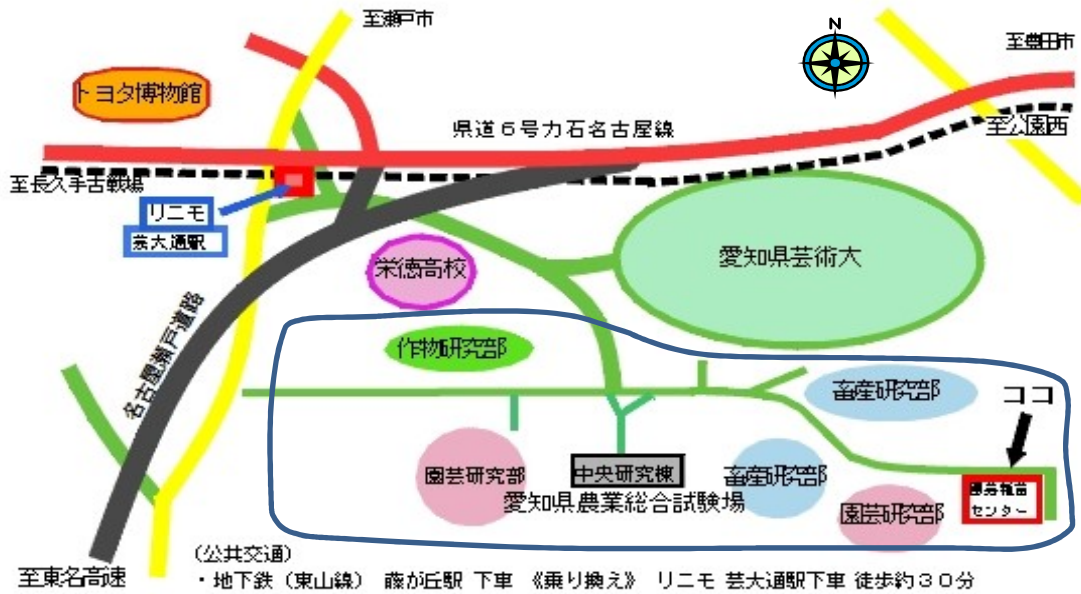 至瀬戸市
N
至豊田市
トヨタ博物館
県道6号力石名古屋線
至公園西
至長久手古戦場
リニモ
芸大通駅
栄徳高校
愛知県芸術大
名古屋瀬戸道路
作物研究部
畜産研究部
ココ
園芸研究部
中央研究棟
畜産研究部
愛知県農業総合試験場
園芸研究部
センター
(公共交通)
至東名高速
・地下鉄(東山線) 藤が丘駅 下車 《乗り換え》 リニモ 芸大通駅下車 徒歩約30分